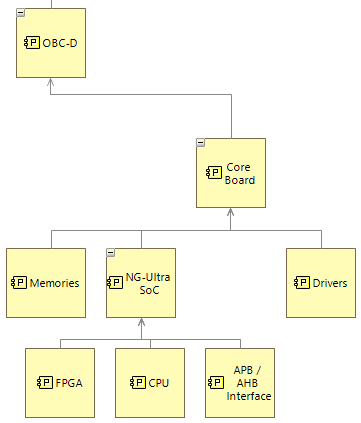 P OBC-D
P Core
Board
P Memories
P NG-Ultra
SoC
P Drivers
P FPGA
P CPU
P APB /
AHB
Interface